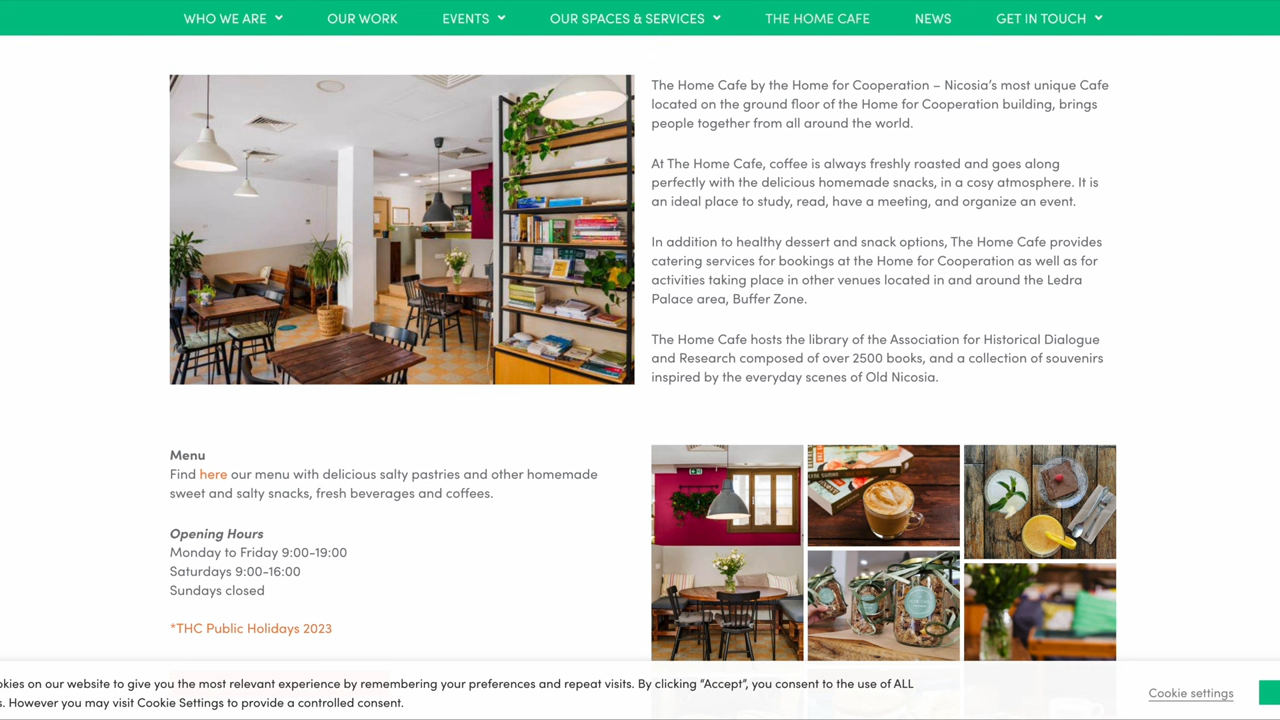 WHO WE ARE
OUR WORK
EVENTS
OUR SPACES & SERVICES
THE HOME CAFE
NEWS
GET IN TOUCH
The Home Cafe by the Home for Cooperation – Nicosia's most unique Cafe
located on the ground floor of the Home for Cooperation building, brings
people together from all around the world.
At The Home Cafe, coffee is always freshly roasted and goes along
perfectly with the delicious homemade snacks, in a cosy atmosphere. It is
an ideal place to study, read, have a meeting, and organize an event.
In addition to healthy dessert and snack options, The Home Cafe provides
catering services for bookings at the Home for Cooperation as well as for
activities taking place in other venues located in and around the Ledra
Palace area, Buffer Zone.
The Home Cafe hosts the library of the Association for Historical Dialogue
and Research composed of over 2500 books, and a collection of souvenirs
inspired by the everyday scenes of Old Nicosia.
Menu
Find here our menu with delicious salty pastries and other homemade
sweet and salty snacks, fresh beverages and coffees.
Opening Hours
Monday to Friday 9:00-19:00
Saturdays 9:00-16:00
Sundays closed
*THC Public Holidays 2023
okies on our website to give you the most relevant experience by remembering your preferences and repeat visits. By clicking "Accept", you consent to the use of ALL
s. However you may visit Cookie Settings to provide a controlled consent.
Cookie settings